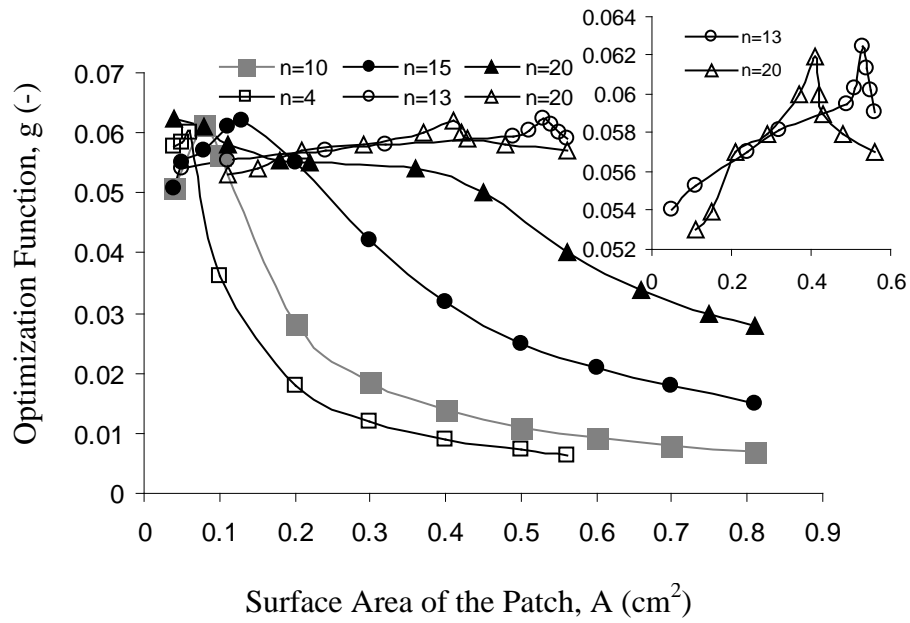 0.064
0.062
0.06
0.058
0.056
0.054
0.052
0 0.2 0.4 0.6
n=13
n=20
n=10 n=15 n=20
n=4 n=13 n=20
0.07
0.06
0.05
0.04
0.03
0.02
0.01
0
0 0.1 0.2 0.3 0.4 0.5 0.6 0.7 0.8 0.9
Optimization Function, g (-)
Surface Area of the Patch, A (cm²)